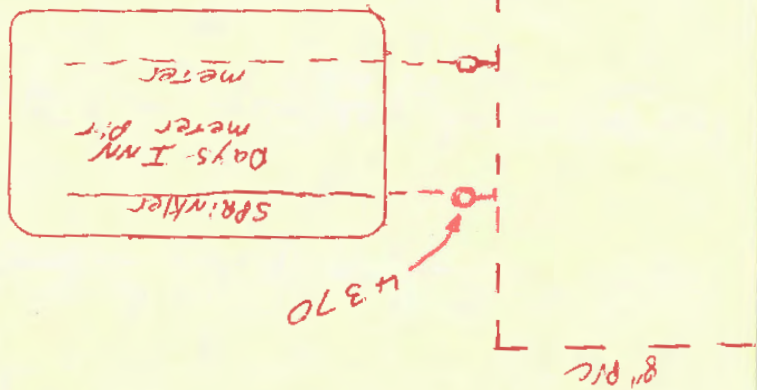 8" PVC
4370
SPRINKler
Days Inn
meter pit
meter